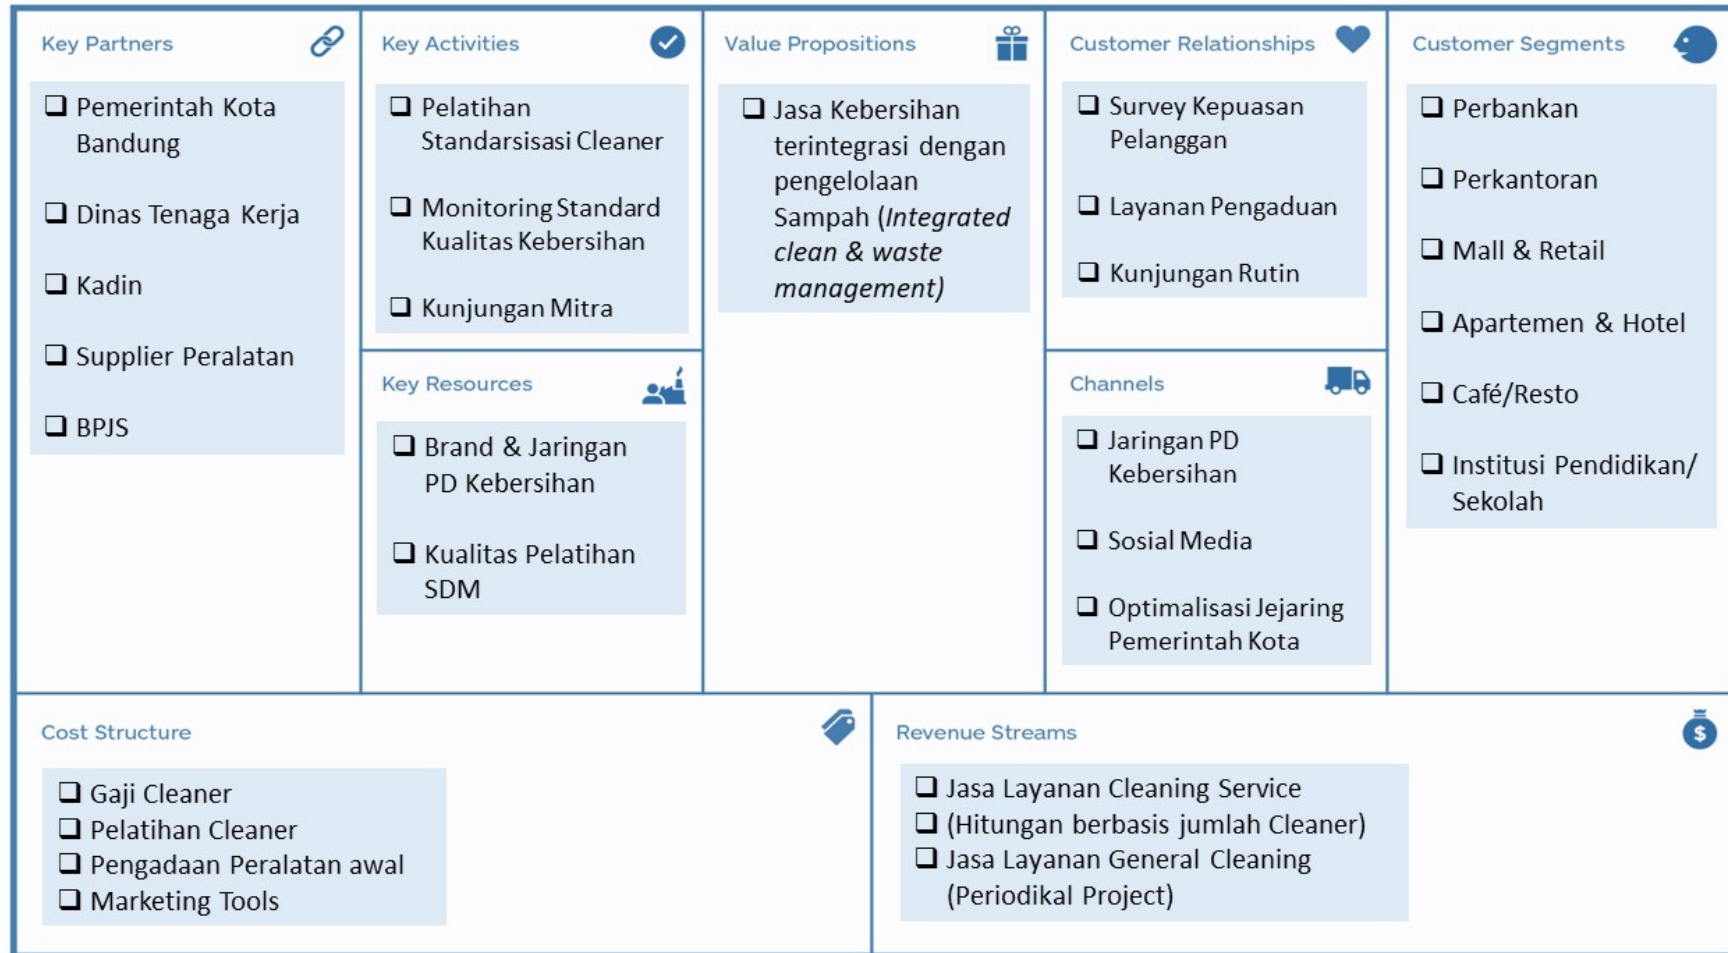 Key Partners
❑ Pemerintah Kota
Bandung
❑ Dinas Tenaga Kerja
❑ Kadin
❑ Supplier Peralatan
❑ BPJS
Key Activities
❑ Pelatihan
Standarsisasi Cleaner
❑ Monitoring Standard
Kualitas Kebersihan
❑ Kunjungan Mitra
Key Resources
❑ Brand & Jaringan
PD Kebersihan
❑ Kualitas Pelatihan
SDM
Value Propositions
❑ Jasa Kebersihan
terintegrasi dengan
pengelolaan
Sampah (Integrated
clean & waste
management)
Customer Relationships
❑ Survey Kepuasan
Pelanggan
❑ Layanan Pengaduan
❑ Kunjungan Rutin
Channels
❑ Jaringan PD
Kebersihan
❑ Sosial Media
❑ Optimalisasi Jejaring
Pemerintah Kota
Customer Segments
❑ Perbankan
❑ Perkantoran
❑ Mall & Retail
❑ Apartemen & Hotel
❑ Café/Resto
❑ Institusi Pendidikan/
Sekolah
Cost Structure
❑ Gaji Cleaner
❑ Pelatihan Cleaner
❑ Pengadaan Peralatan awal
❑ Marketing Tools
Revenue Streams
$
❑ Jasa Layanan Cleaning Service
❑ (Hitungan berbasis jumlah Cleaner)
❑ Jasa Layanan General Cleaning
(Periodikal Project)